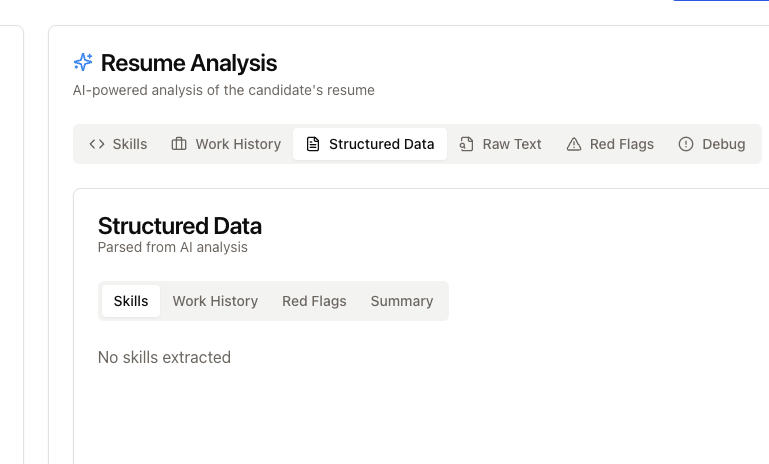 Resume Analysis
AI-powered analysis of the candidate's resume
Skills Work History Structured Data Raw Text Red Flags Debug
Structured Data
Parsed from AI analysis
Skills Work History Red Flags Summary
No skills extracted